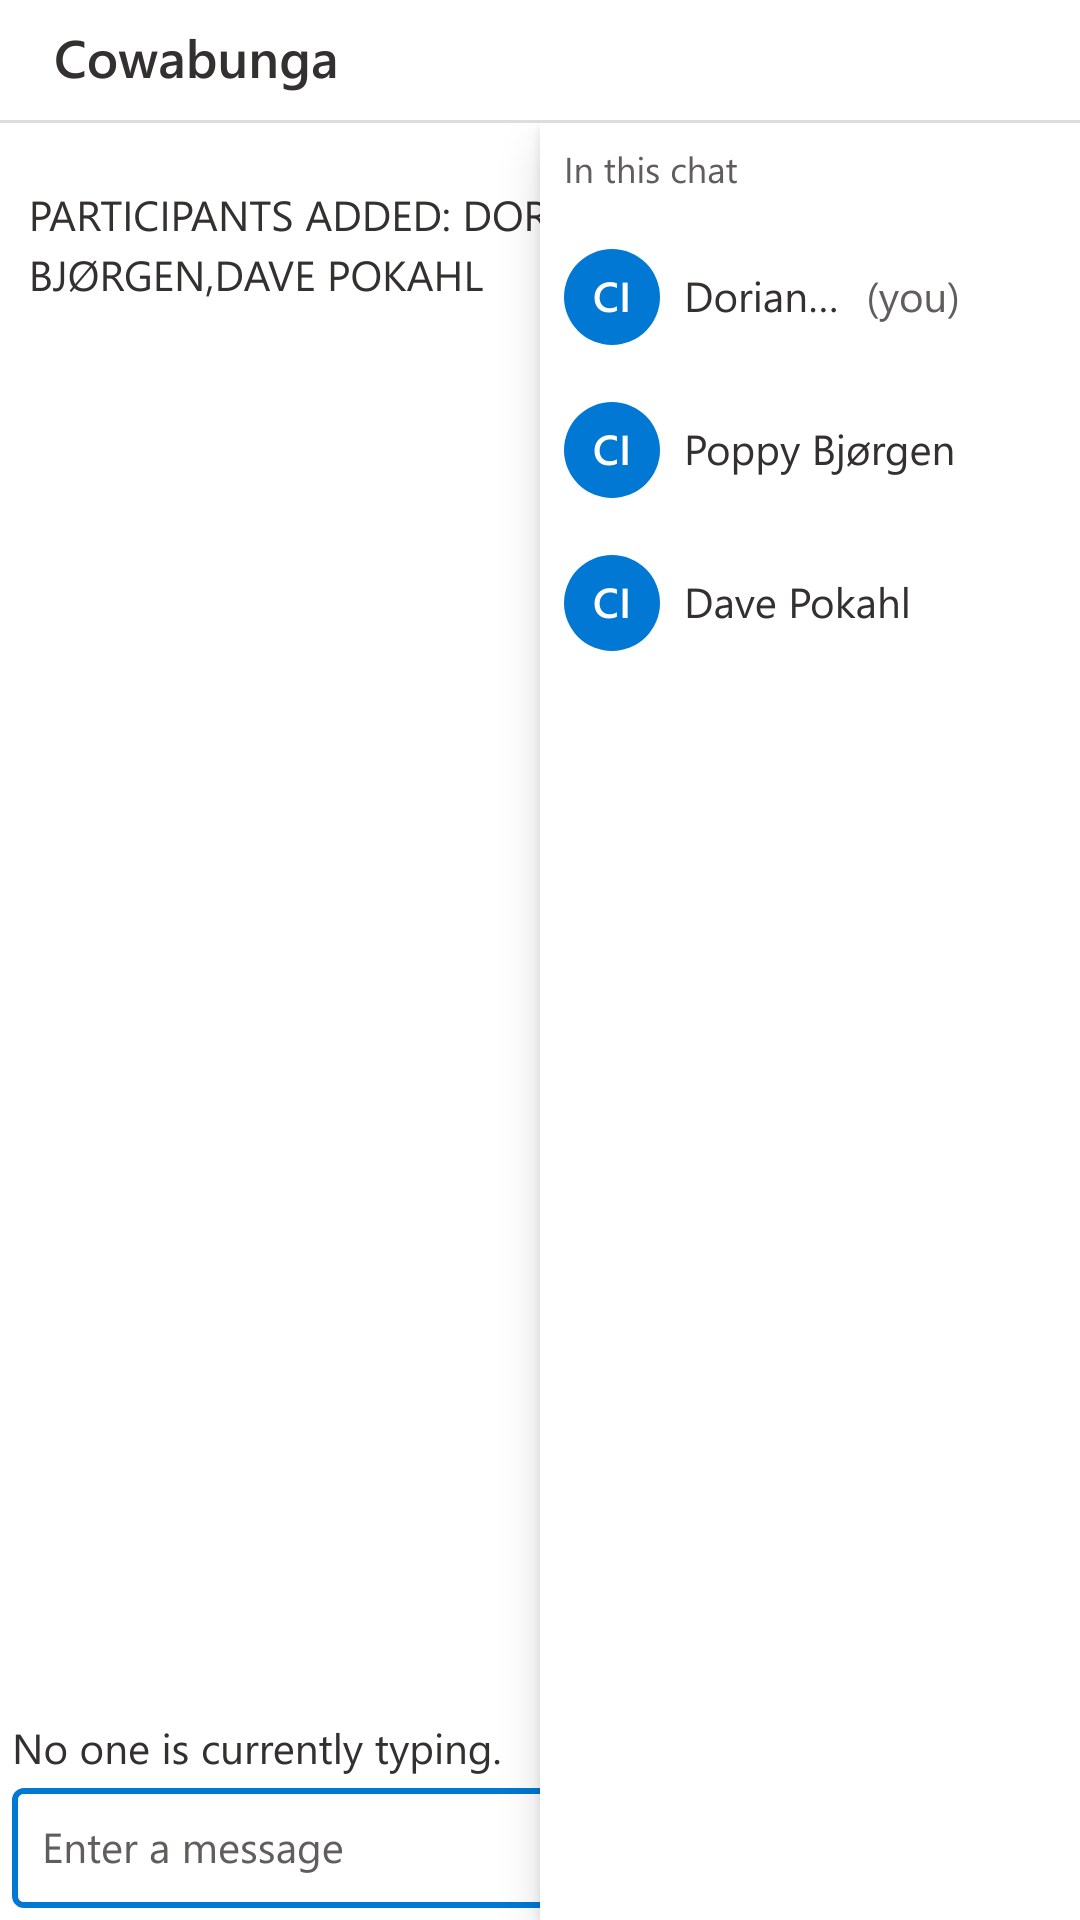 Cowabunga
PARTICIPANTS ADDED: DOR
BJØRGEN,DAVE POKAHL
In this chat
CI Dorian... (you)
CI Poppy Bjørgen
CI Dave Pokahl
No one is currently typing.
Enter a message